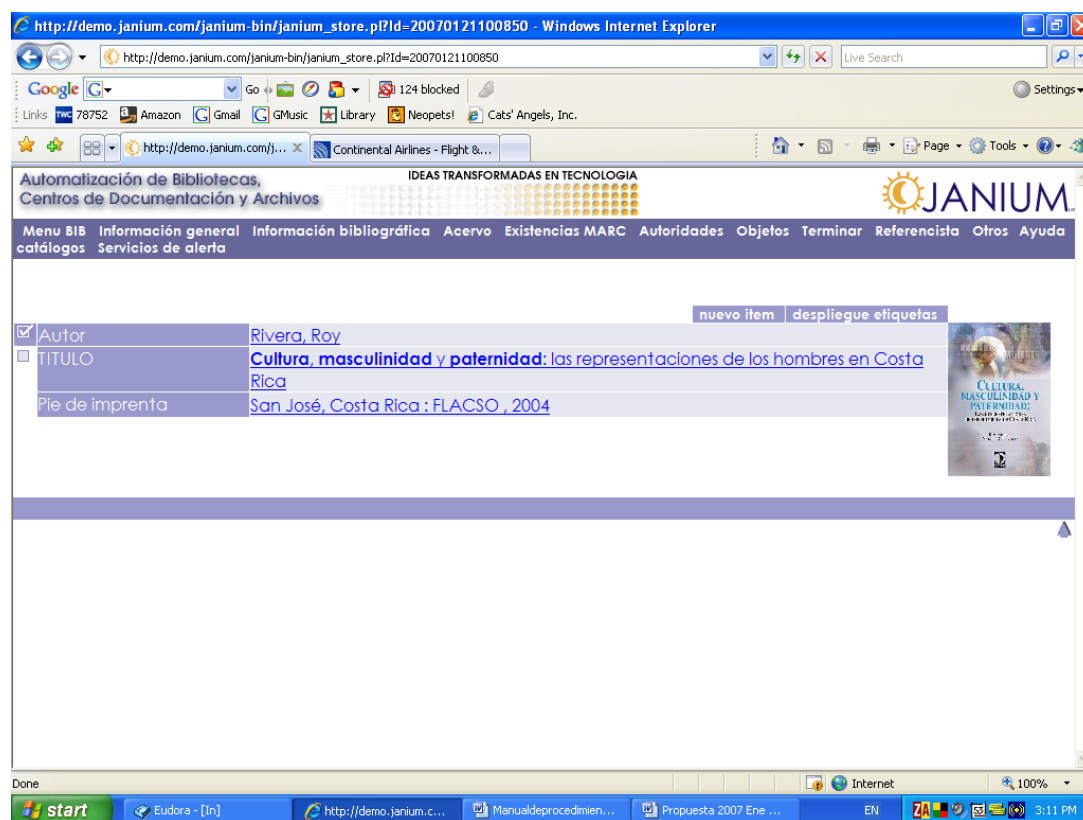 http://demo.janium.com/janium-bin/janium_store.pl?Id=20070121100850 - Windows Internet Explorer
http://demo.janium.com/janium-bin/janium_store.pl?Id=20070121100850 Live Search
Google G Go 124 blocked Settings
Links TWC 78752 Amazon Gmail GMusic Library Neopets! Cats' Angels, Inc.
http://demo.janium.com/j... Continental Airlines - Flight &... Page Tools
Automatización de Bibliotecas,
Centros de Documentación y Archivos
IDEAS TRANSFORMADAS EN TECNOLOGIA
JANIUM.
Menu BIB Información general Información bibliográfica Acervo Existencias MARC Autoridades Objetos Terminar Referencista Otros Ayuda
catálogos Servicios de alerta
nuevo item despliegue etiquetas
Autor Rivera, Roy
TITULO Cultura, masculinidad y paternidad: las representaciones de los hombres en Costa
Rica
Pie de imprenta San José, Costa Rica : FLACSO , 2004
CULTURA,
MASCULINIDAD Y
PATERNIDAD:
Done Internet 100%
start Eudora - [In] http://demo.janium.c... Manualdeprocedimien... Propuesta 2007 Ene ... EN ZA 3:11 PM